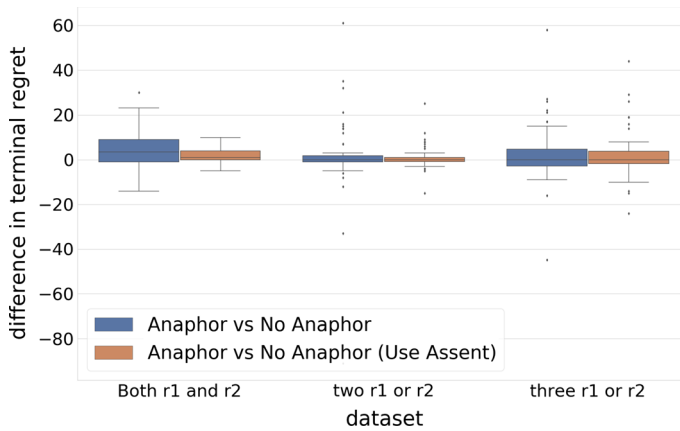 difference in terminal regret
60
40
20
0
−20
−40
−60
−80
Anaphor vs No Anaphor
Anaphor vs No Anaphor (Use Assent)
Both r1 and r2
two r1 or r2
three r1 or r2
dataset